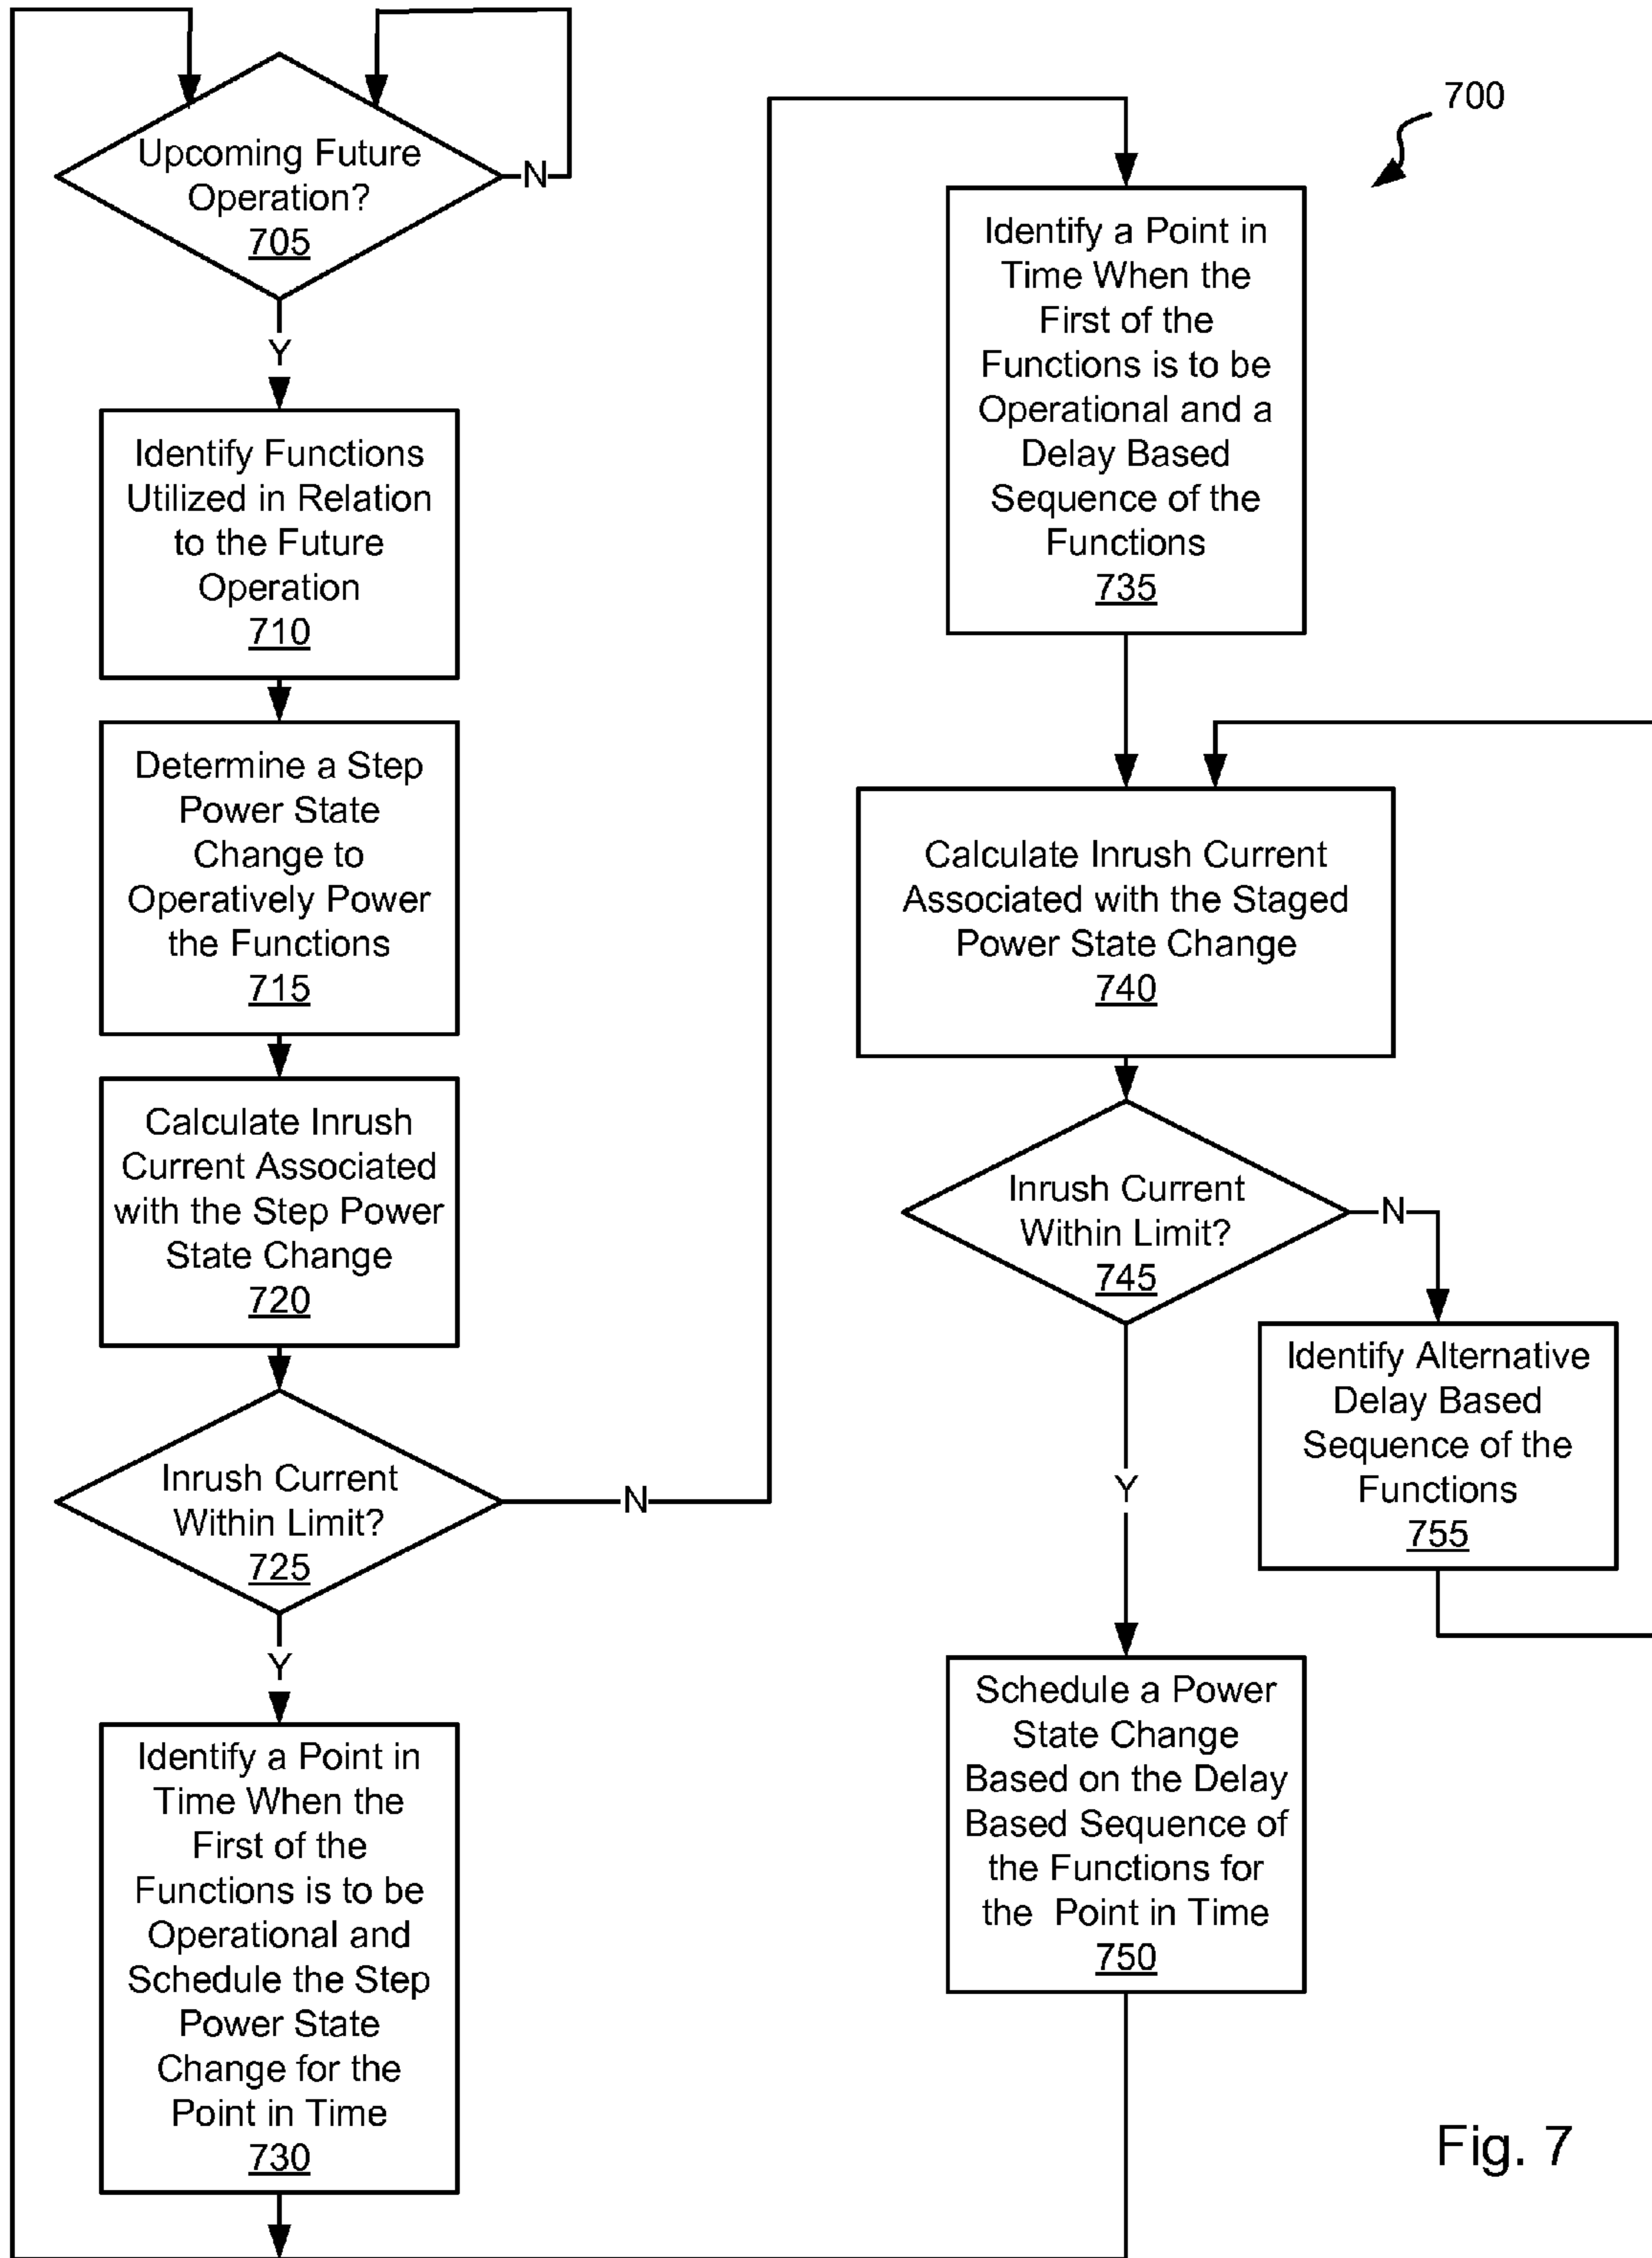 Upcoming Future
Operation?
705
N
Y
Identify Functions
Utilized in Relation
to the Future
Operation
710
Determine a Step
Power State
Change to
Operatively Power
the Functions
715
Calculate Inrush
Current Associated
with the Step Power
State Change
720
Inrush Current
Within Limit?
725
N
Y
Identify a Point in
Time When the
First of the
Functions is to be
Operational and
Schedule the Step
Power State
Change for the
Point in Time
730
700
Identify a Point in
Time When the
First of the
Functions is to be
Operational and a
Delay Based
Sequence of the
Functions
735
Calculate Inrush Current
Associated with the Staged
Power State Change
740
Inrush Current
Within Limit?
745
N
Y
Identify Alternative
Delay Based
Sequence of the
Functions
755
Schedule a Power
State Change
Based on the Delay
Based Sequence of
the Functions for
the Point in Time
750
Fig. 7